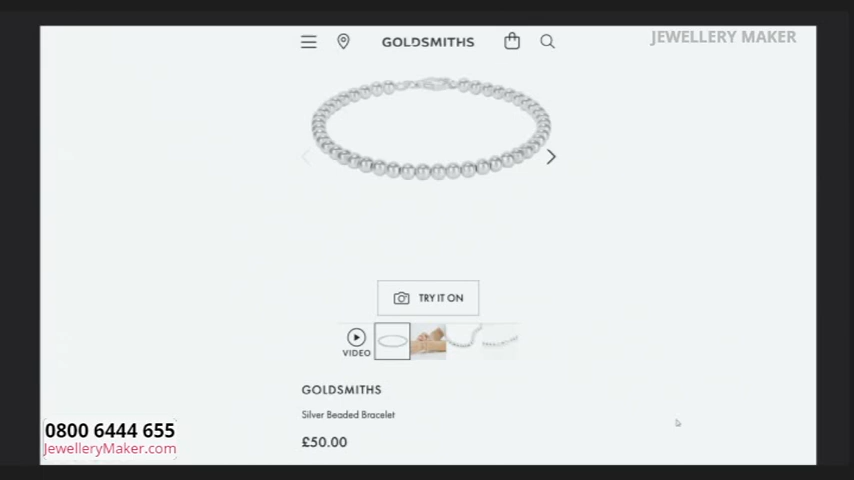 GOLDSMITHS
JEWELLERY MAKER
TRY IT ON
VIDEO
GOLDSMITHS
Silver Beaded Bracelet
£50.00
0800 6444 655
JewelleryMaker.com